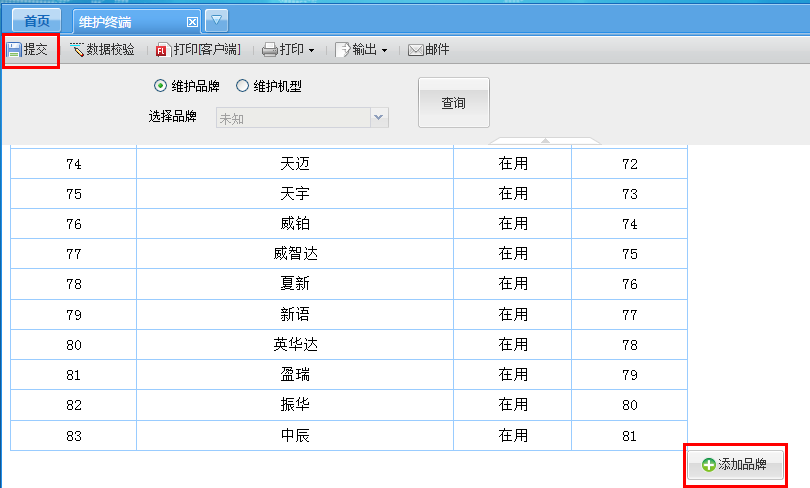 首页 维护终端
提交 数据校验 打印[客户端] 打印 输出 邮件
维护品牌 维护机型
选择品牌 未知 查询
74 天迈 在用 72
75 天宇 在用 73
76 威铂 在用 74
77 威智达 在用 75
78 夏新 在用 76
79 新语 在用 77
80 英华达 在用 78
81 盈瑞 在用 79
82 振华 在用 80
83 中辰 在用 81
添加品牌